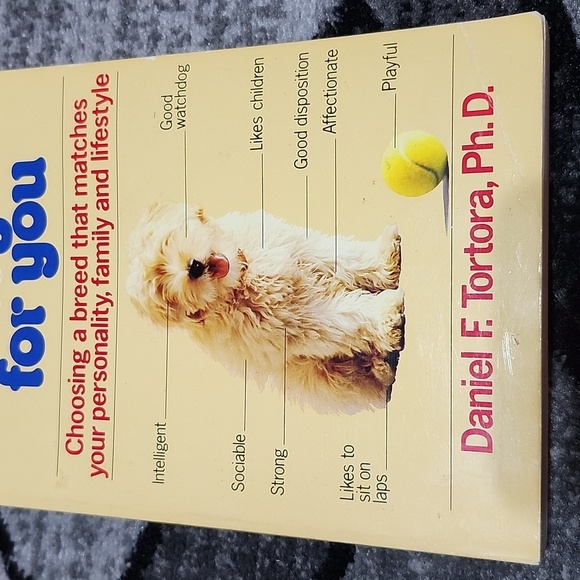 for you
Choosing a breed that matches
your personality, family and lifestyle
Intelligent
Good
watchdog
Sociable
Likes children
Strong
Good disposition
Affectionate
Likes to
sit on
laps
Playful
Daniel F. Tortora, Ph.D.